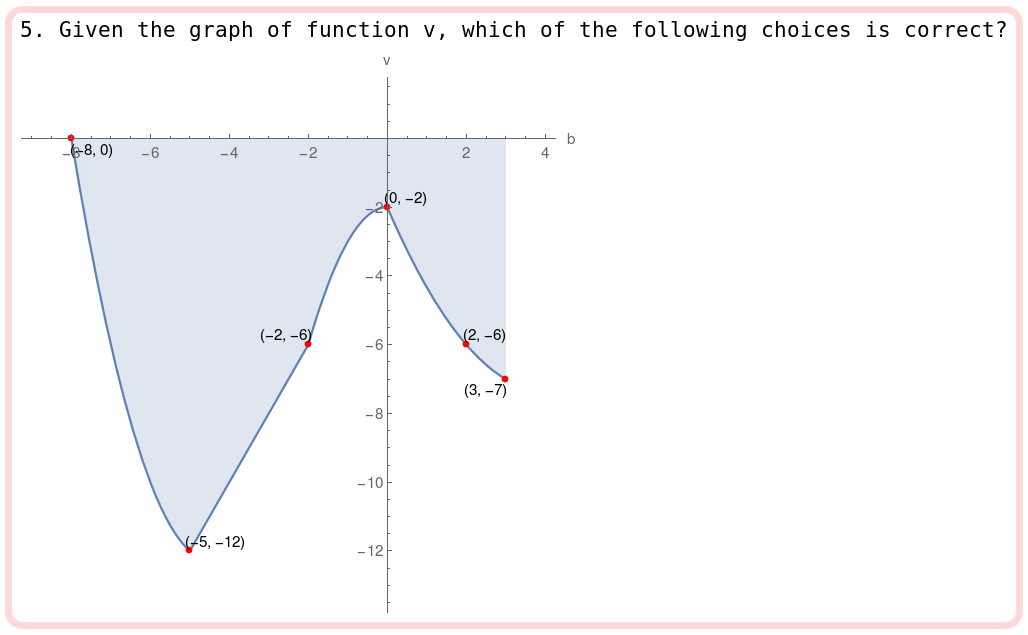 5. Given the graph of function v, which of the following choices is correct?
v
b
-8 -6 -4 -2 2 4
(-8, 0)
(0, -2)
-2
-4
(-2, -6) (2, -6)
-6
(3, -7)
-8
-10
(-5, -12)
-12